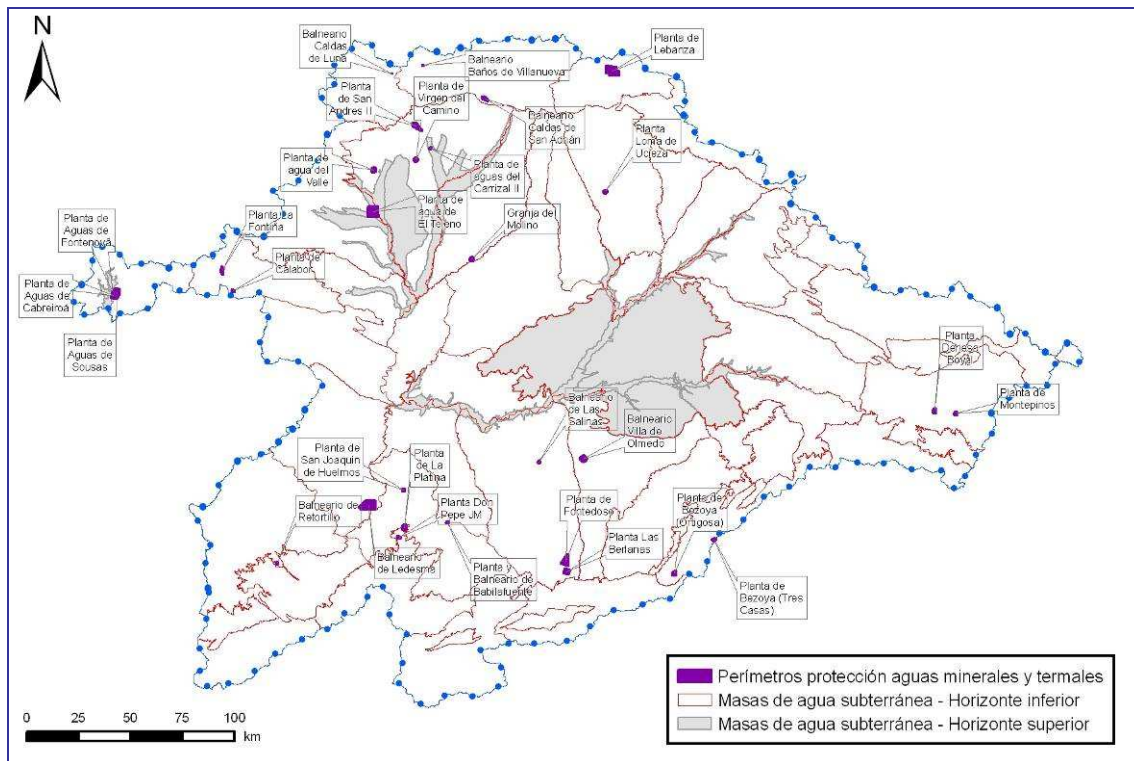 N
Balneario
Caldas
de Luna
Balneario
Baños de Villanueva
Planta de
Lebanza
Planta
de San
Andres II
Planta de
Virgen del
Camino
Balneario
Caldas de
San Adrián
Planta
Loma de
Ucieza
Planta de
agua del
Valle
Planta de
aguas del
Carrizal II
Planta de
agua de
El Teleno
Granja del
Molino
Planta de
Aguas de
Fontenova
Planta La
Fontina
Planta de
Calabor
Planta de
Aguas de
Cabreiroá
Planta de
Aguas de
Sousas
Planta
Dehesa
Boyal
Planta de
Montepinos
Balneario
de Las
Salinas
Balneario
Villa de
Olmedo
Planta de
San Joaquin
de Huelmos
Planta
de La
Platina
Balneario de
Retortillo
Planta Don
Pepe JM
Planta de
Fontedoso
Planta de
Bezoya
(Ortigosa)
Planta Las
Berlanas
Balneario
de Ledesma
Planta y
Balneario de
Babilafuente
Planta de
Bezoya (Tres
Casas)
Perímetros protección aguas minerales y termales
Masas de agua subterránea - Horizonte inferior
Masas de agua subterránea - Horizonte superior
0 25 50 75 100
km